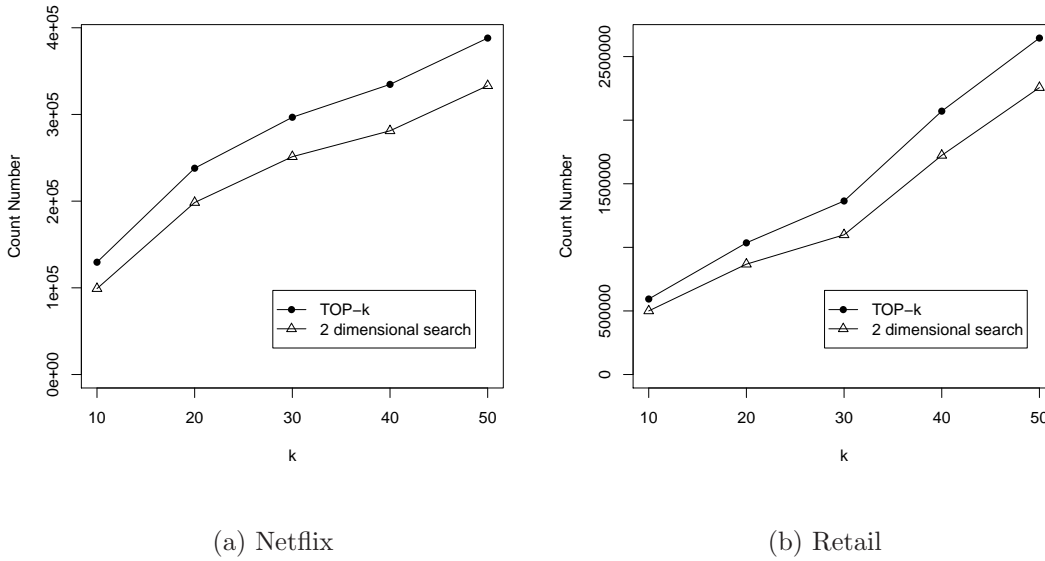 Count Number
4e+05
3e+05
2e+05
1e+05
0e+00
TOP−k
2 dimensional search
10 20 30 40 50
k
(a) Netflix
Count Number
2500000
1500000
500000
0
TOP−k
2 dimensional search
10 20 30 40 50
k
(b) Retail